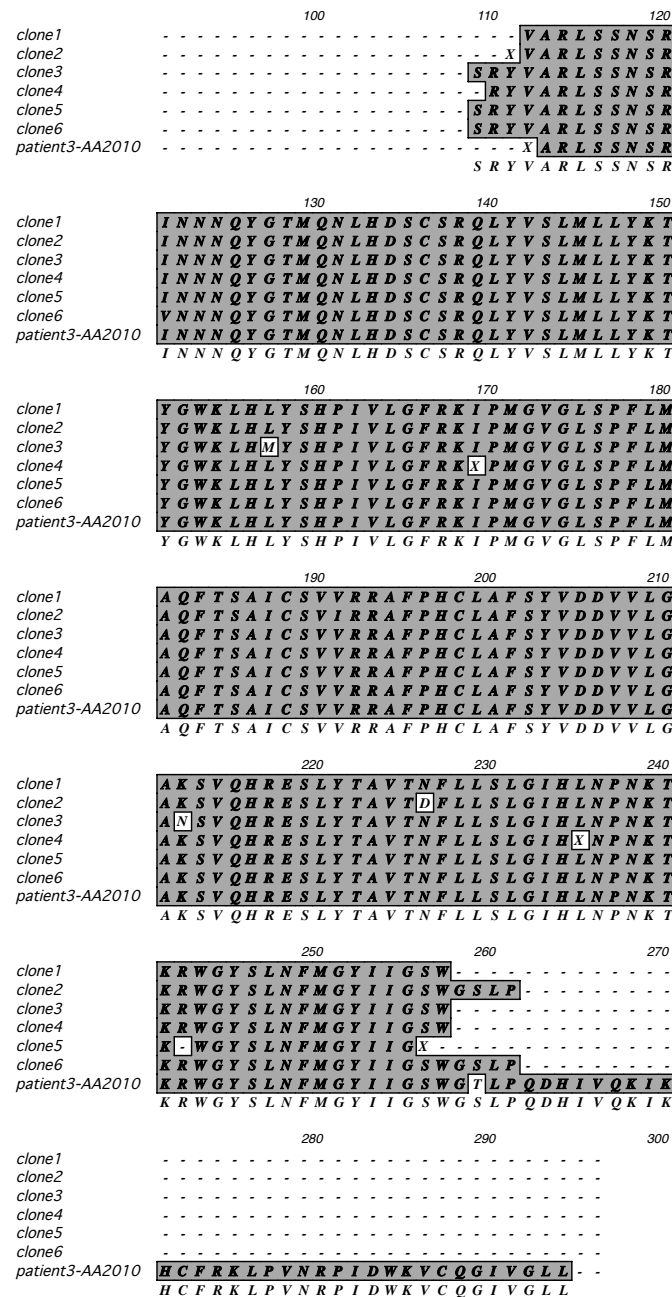 100 110 120
clone1 - - - - - - - - - - - - - - - - - - - - - V A R L S S N S R
clone2 - - - - - - - - - - - - - - - - - - - - X V A R L S S N S R
clone3 - - - - - - - - - - - - - - - - - - S R Y V A R L S S N S R
clone4 - - - - - - - - - - - - - - - - - - - R Y V A R L S S N S R
clone5 - - - - - - - - - - - - - - - - - - S R Y V A R L S S N S R
clone6 - - - - - - - - - - - - - - - - - - S R Y V A R L S S N S R
patient3-AA2010 - - - - - - - - - - - - - - - - - - - - - X A R L S S N S R
S R Y V A R L S S N S R
130 140 150
clone1 I N N N Q Y G T M Q N L H D S C S R Q L Y V S L M L L Y K T
clone2 I N N N Q Y G T M Q N L H D S C S R Q L Y V S L M L L Y K T
clone3 I N N N Q Y G T M Q N L H D S C S R Q L Y V S L M L L Y K T
clone4 I N N N Q Y G T M Q N L H D S C S R Q L Y V S L M L L Y K T
clone5 I N N N Q Y G T M Q N L H D S C S R Q L Y V S L M L L Y K T
clone6 V N N N Q Y G T M Q N L H D S C S R Q L Y V S L M L L Y K T
patient3-AA2010 I N N N Q Y G T M Q N L H D S C S R Q L Y V S L M L L Y K T
I N N N Q Y G T M Q N L H D S C S R Q L Y V S L M L L Y K T
160 170 180
clone1 Y G W K L H L Y S H P I V L G F R K I P M G V G L S P F L M
clone2 Y G W K L H L Y S H P I V L G F R K I P M G V G L S P F L M
clone3 Y G W K L H M Y S H P I V L G F R K I P M G V G L S P F L M
clone4 Y G W K L H L Y S H P I V L G F R K X P M G V G L S P F L M
clone5 Y G W K L H L Y S H P I V L G F R K I P M G V G L S P F L M
clone6 Y G W K L H L Y S H P I V L G F R K I P M G V G L S P F L M
patient3-AA2010 Y G W K L H L Y S H P I V L G F R K I P M G V G L S P F L M
Y G W K L H L Y S H P I V L G F R K I P M G V G L S P F L M
190 200 210
clone1 A Q F T S A I C S V V R R A F P H C L A F S Y V D D V V L G
clone2 A Q F T S A I C S V I R R A F P H C L A F S Y V D D V V L G
clone3 A Q F T S A I C S V V R R A F P H C L A F S Y V D D V V L G
clone4 A Q F T S A I C S V V R R A F P H C L A F S Y V D D V V L G
clone5 A Q F T S A I C S V V R R A F P H C L A F S Y V D D V V L G
clone6 A Q F T S A I C S V V R R A F P H C L A F S Y V D D V V L G
patient3-AA2010 A Q F T S A I C S V V R R A F P H C L A F S Y V D D V V L G
A Q F T S A I C S V V R R A F P H C L A F S Y V D D V V L G
220 230 240
clone1 A K S V Q H R E S L Y T A V T N F L L S L G I H L N P N K T
clone2 A K S V Q H R E S L Y T A V T D F L L S L G I H L N P N K T
clone3 A N S V Q H R E S L Y T A V T N F L L S L G I H L N P N K T
clone4 A K S V Q H R E S L Y T A V T N F L L S L G I H X N P N K T
clone5 A K S V Q H R E S L Y T A V T N F L L S L G I H L N P N K T
clone6 A K S V Q H R E S L Y T A V T N F L L S L G I H L N P N K T
patient3-AA2010 A K S V Q H R E S L Y T A V T N F L L S L G I H L N P N K T
A K S V Q H R E S L Y T A V T N F L L S L G I H L N P N K T
250 260 270
clone1 K R W G Y S L N F M G Y I I G S W - - - - - - - - - - - - -
clone2 K R W G Y S L N F M G Y I I G S W G S L P - - - - - - - - -
clone3 K R W G Y S L N F M G Y I I G S W - - - - - - - - - - - - -
clone4 K R W G Y S L N F M G Y I I G S W - - - - - - - - - - - - -
clone5 K - W G Y S L N F M G Y I I G X - - - - - - - - - - - - - -
clone6 K R W G Y S L N F M G Y I I G S W G S L P - - - - - - - - -
patient3-AA2010 K R W G Y S L N F M G Y I I G S W G T L P Q D H I V Q K I K
K R W G Y S L N F M G Y I I G S W G S L P Q D H I V Q K I K
280 290 300
clone1 - - - - - - - - - - - - - - - - - - - - - - - - - -
clone2 - - - - - - - - - - - - - - - - - - - - - - - - - -
clone3 - - - - - - - - - - - - - - - - - - - - - - - - - -
clone4 - - - - - - - - - - - - - - - - - - - - - - - - - -
clone5 - - - - - - - - - - - - - - - - - - - - - - - - - -
clone6 - - - - - - - - - - - - - - - - - - - - - - - - - -
patient3-AA2010 H C F R K L P V N R P I D W K V C Q G I V G L L - -
H C F R K L P V N R P I D W K V C Q G I V G L L